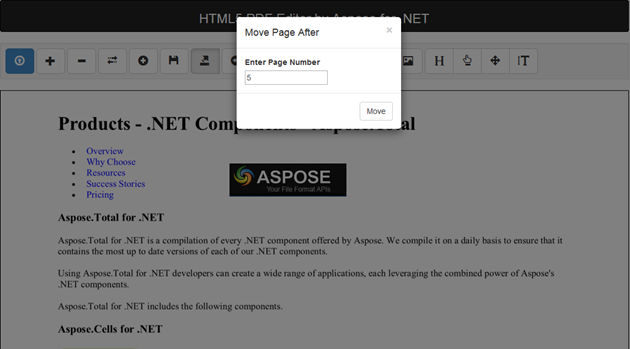 HTML5 PDF Editor by Aspose for .NET
Move Page After
×
Enter Page Number
5
Move
H
T
Products - .NET Components - Aspose.Total
Overview
Why Choose
Resources
Success Stories
Pricing
ASPOSE
Your File Format APIs
Aspose.Total for .NET
Aspose.Total for .NET is a compilation of every .NET component offered by Aspose. We compile it on a daily basis to ensure that it
contains the most up to date versions of each of our .NET components.
Using Aspose.Total for .NET developers can create a wide range of applications, each leveraging the combined power of Aspose's
.NET components.
Aspose.Total for .NET includes the following components.
Aspose.Cells for .NET